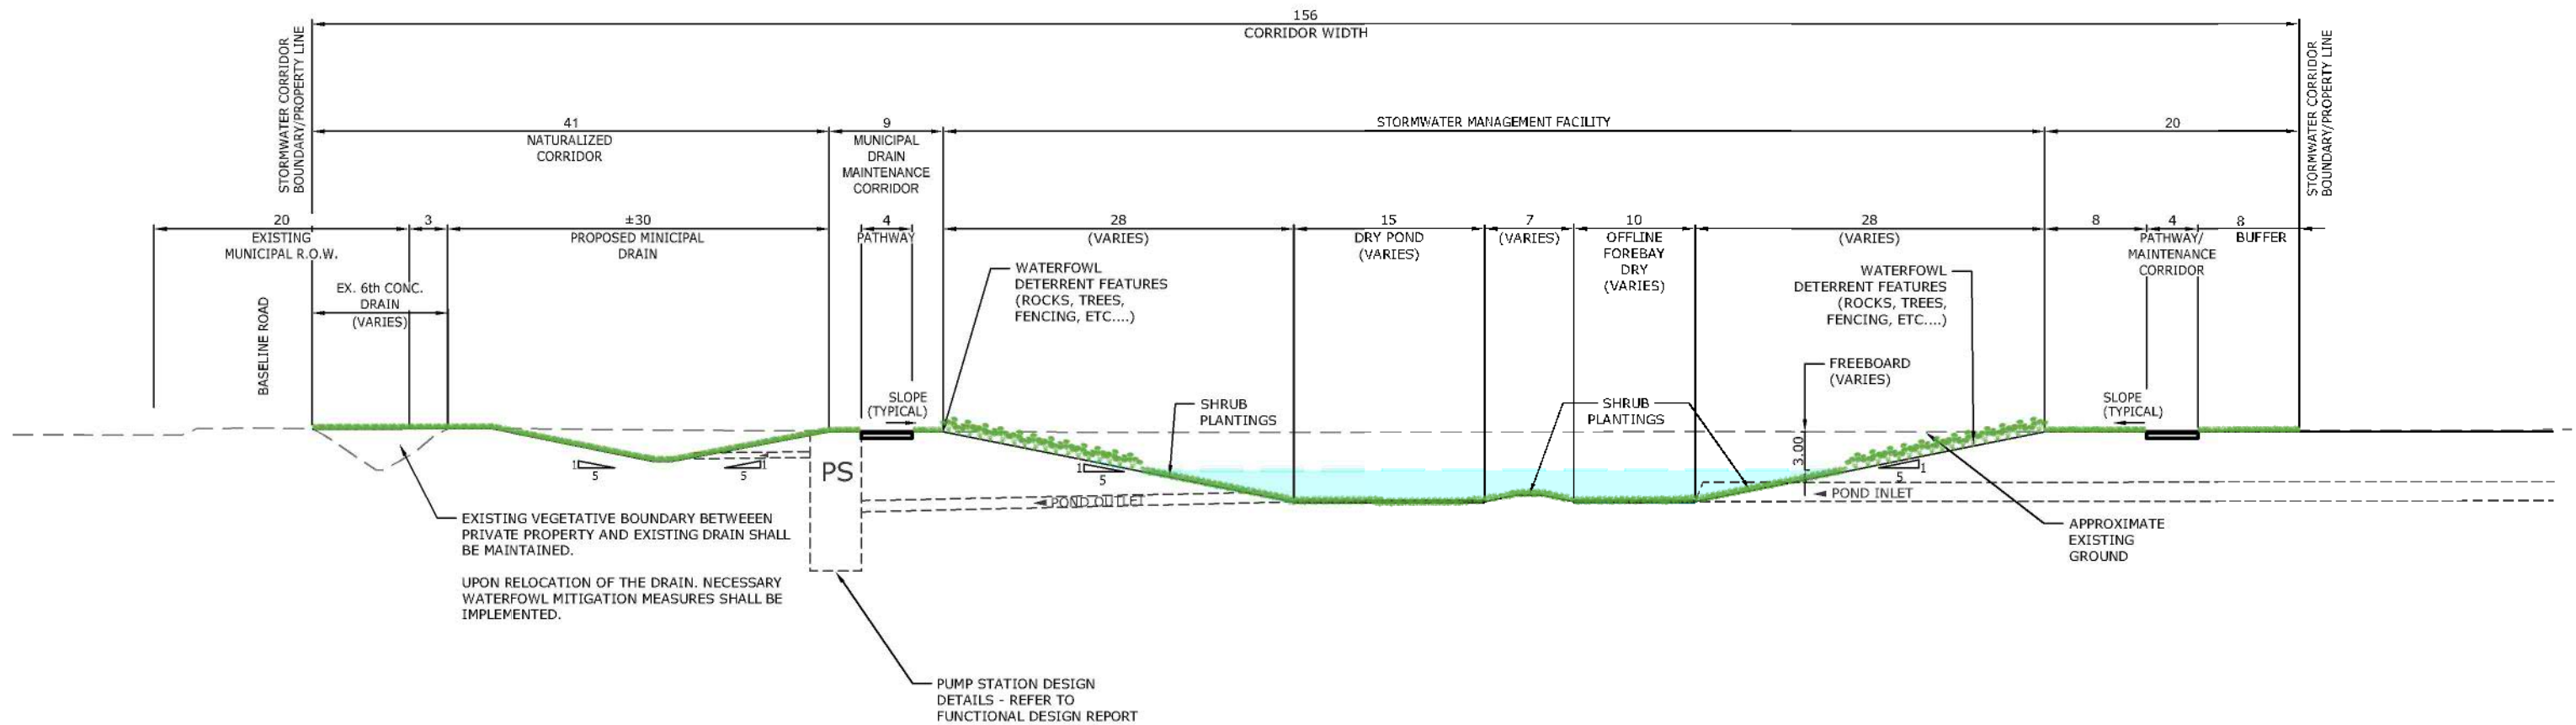 156
CORRIDOR WIDTH
STORMWATER CORRIDOR
BOUNDARY/PROPERTY LINE
STORMWATER CORRIDOR
BOUNDARY/PROPERTY LINE
41
NATURALIZED
CORRIDOR
9
MUNICIPAL
DRAIN
MAINTENANCE
CORRIDOR
STORMWATER MANAGEMENT FACILITY
20
20
EXISTING
MUNICIPAL R.O.W.
3
±30
PROPOSED MINICIPAL
DRAIN
4
PATHWAY
28
(VARIES)
15
DRY POND
(VARIES)
7
(VARIES)
10
OFFLINE
FOREBAY
DRY
(VARIES)
28
(VARIES)
8
4
PATHWAY/
MAINTENANCE
CORRIDOR
8
BUFFER
EX. 6th CONC.
DRAIN
(VARIES)
BASELINE ROAD
WATERFOWL
DETERRENT FEATURES
(ROCKS, TREES,
FENCING, ETC....)
WATERFOWL
DETERRENT FEATURES
(ROCKS, TREES,
FENCING, ETC....)
FREEBOARD
(VARIES)
SLOPE
(TYPICAL)
SHRUB
PLANTINGS
SHRUB
PLANTINGS
SLOPE
(TYPICAL)
3.00
1
5
1
5
PS
1
5
1
5
POND OUTLET
POND INLET
EXISTING VEGETATIVE BOUNDARY BETWEEEN
PRIVATE PROPERTY AND EXISTING DRAIN SHALL
BE MAINTAINED.
UPON RELOCATION OF THE DRAIN. NECESSARY
WATERFOWL MITIGATION MEASURES SHALL BE
IMPLEMENTED.
APPROXIMATE
EXISTING
GROUND
PUMP STATION DESIGN
DETAILS - REFER TO
FUNCTIONAL DESIGN REPORT